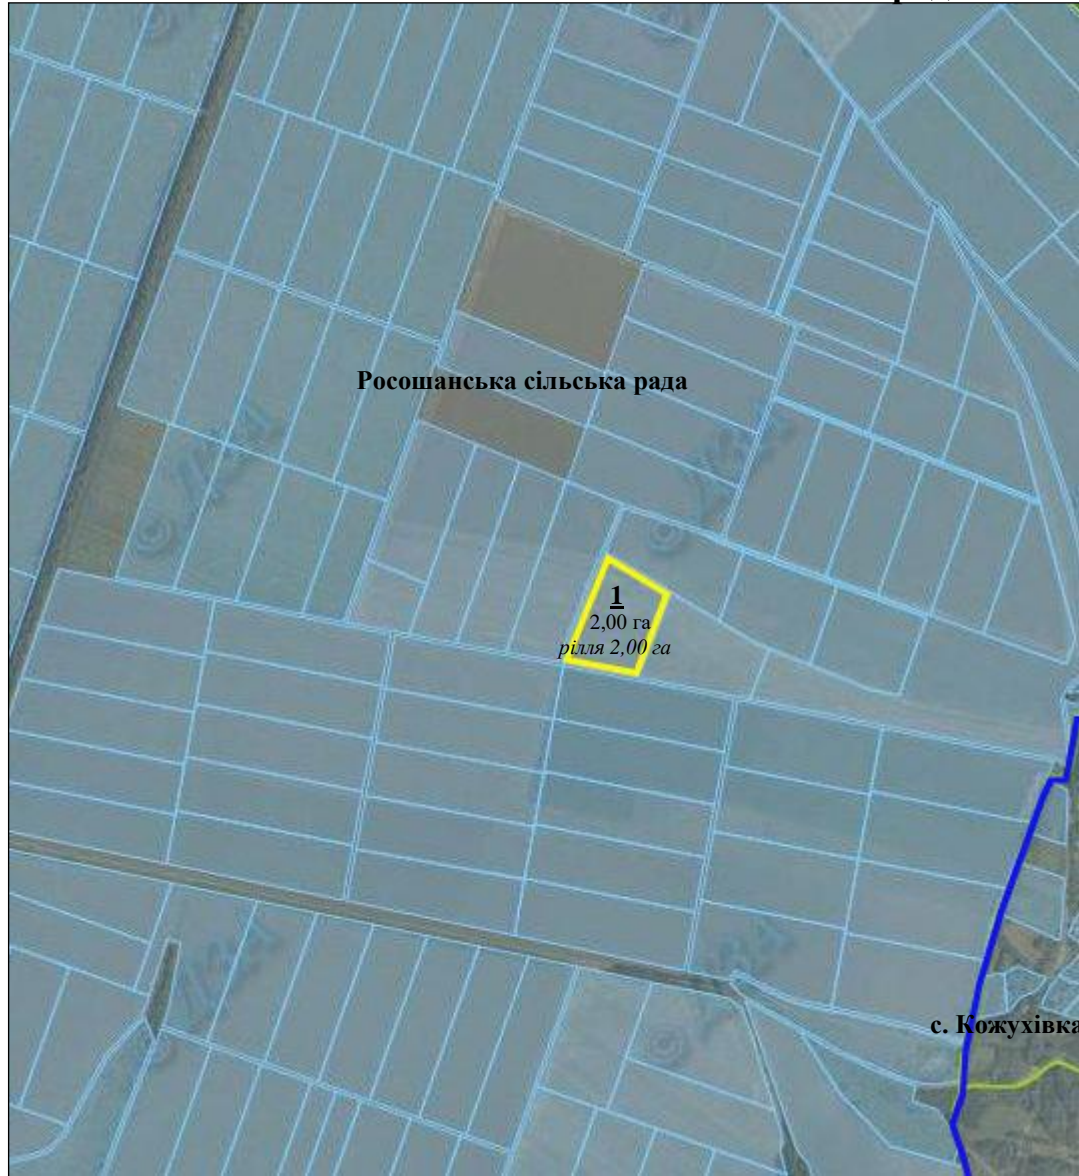 Росошанська сільська рада
1
2,00 га
рілля 2,00 га
с. Кожухівка